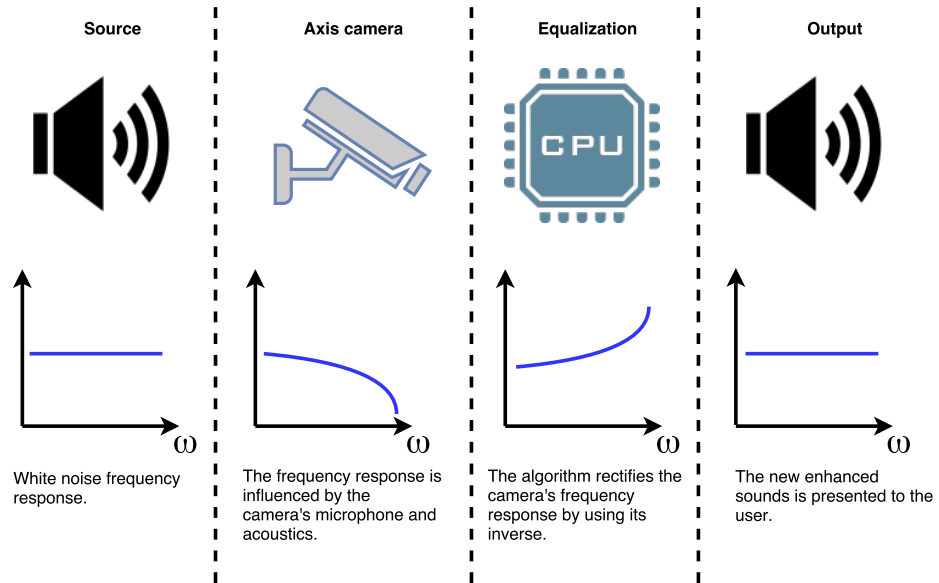 Source
Axis camera
Equalization
Output
CPU
ω
ω
ω
ω
White noise frequency
response.
The frequency response is
influenced by the
camera's microphone and
acoustics.
The algorithm rectifies the
camera's frequency
response by using its
inverse.
The new enhanced
sounds is presented to the
user.